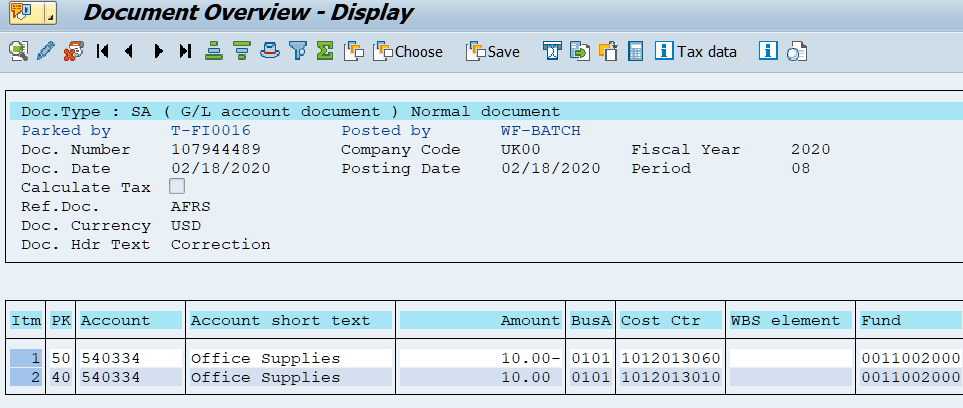 Document Overview - Display
Choose Save Tax data
Doc.Type : SA ( G/L account document ) Normal document
Parked by T-FI0016 Posted by WF-BATCH
Doc. Number 107944489 Company Code UK00 Fiscal Year 2020
Doc. Date 02/18/2020 Posting Date 02/18/2020 Period 08
Calculate Tax
Ref.Doc. AFRS
Doc. Currency USD
Doc. Hdr Text Correction
Itm PK Account Account short text Amount BusA Cost Ctr WBS element Fund
1 50 540334 Office Supplies 10.00- 0101 1012013060 0011002000
2 40 540334 Office Supplies 10.00 0101 1012013010 0011002000